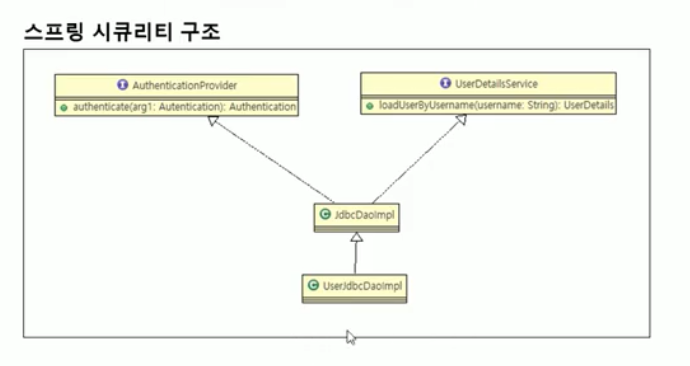 스프링 시큐리티 구조
I AuthenticationProvider
authenticate(arg1: Autentication): Authentication
I UserDetailsService
loadUserByUsername(username: String): UserDetails
C JdbcDaoImpl
C UserJdbcDaoImpl